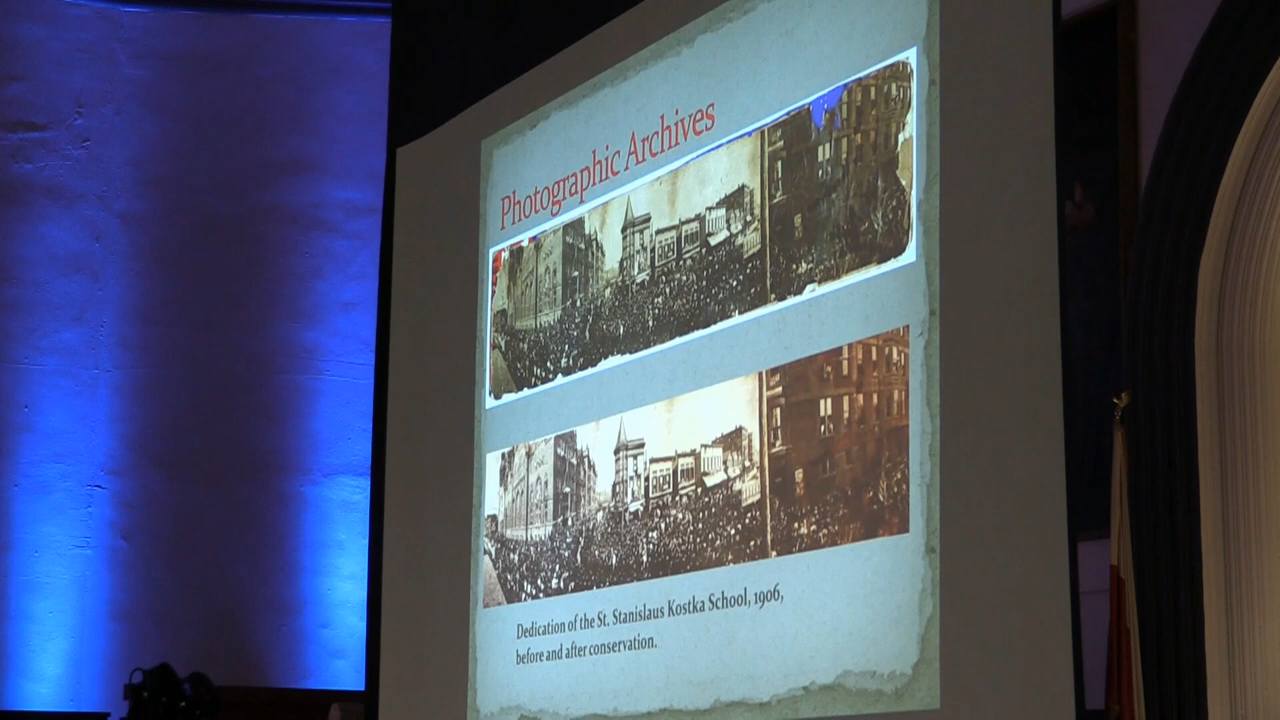 Photographic Archives
Dedication of the St. Stanislaus Kostka School, 1906,
before and after conservation.